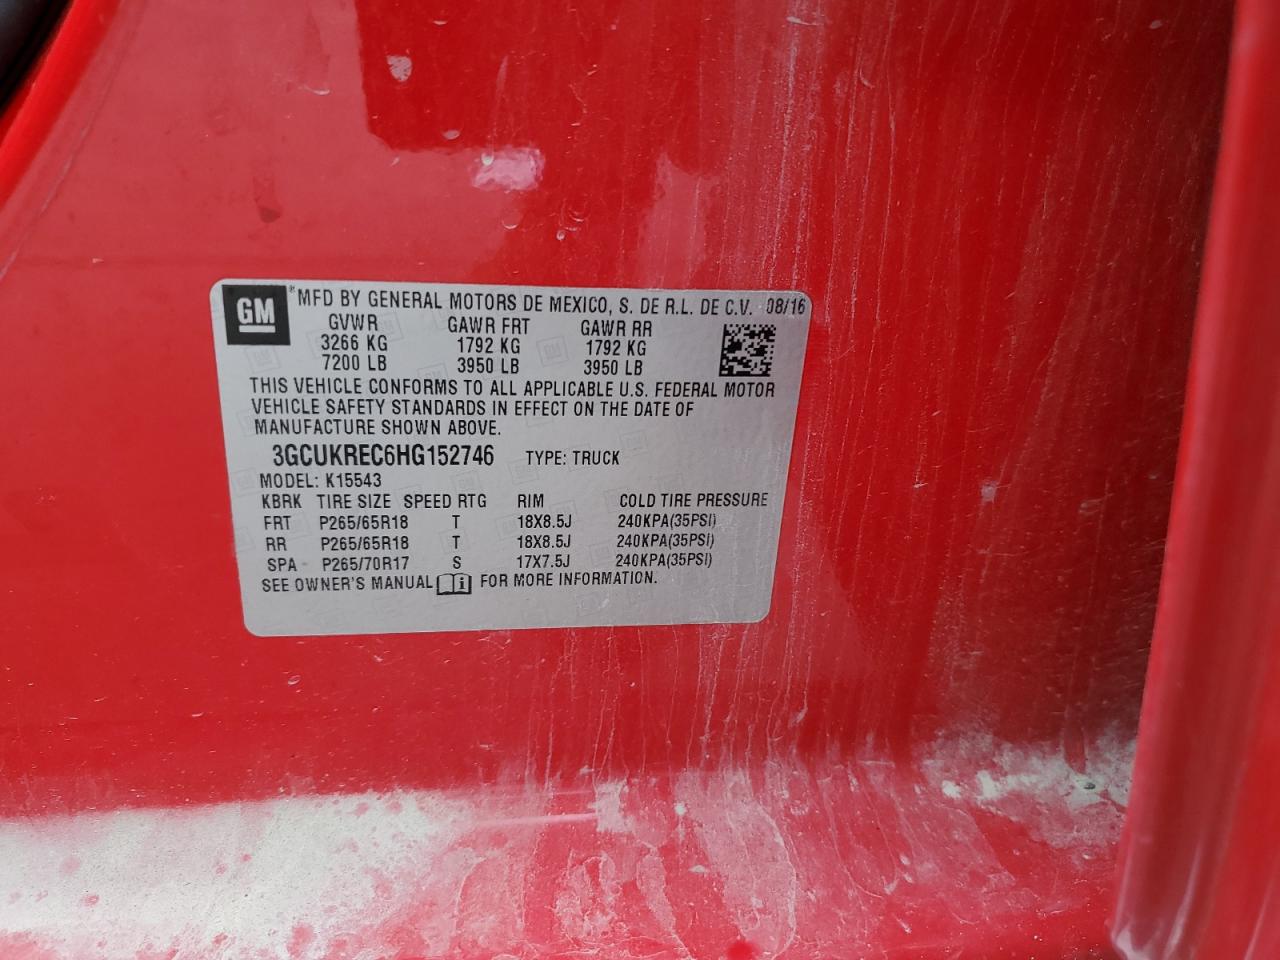 GM ® MFD BY GENERAL MOTORS DE MEXICO, S. DE R.L. DE C.V. 08/16
GVWR GAWR FRT GAWR RR
3266 KG 1792 KG 1792 KG
7200 LB 3950 LB 3950 LB
THIS VEHICLE CONFORMS TO ALL APPLICABLE U.S. FEDERAL MOTOR
VEHICLE SAFETY STANDARDS IN EFFECT ON THE DATE OF
MANUFACTURE SHOWN ABOVE.
3GCUKREC6HG152746 TYPE: TRUCK
MODEL: K15543
KBRK TIRE SIZE SPEED RTG RIM COLD TIRE PRESSURE
FRT P265/65R18 T 18X8.5J 240KPA(35PSI)
RR P265/65R18 T 18X8.5J 240KPA(35PSI)
SPA P265/70R17 S 17X7.5J 240KPA(35PSI)
SEE OWNER'S MANUAL FOR MORE INFORMATION.